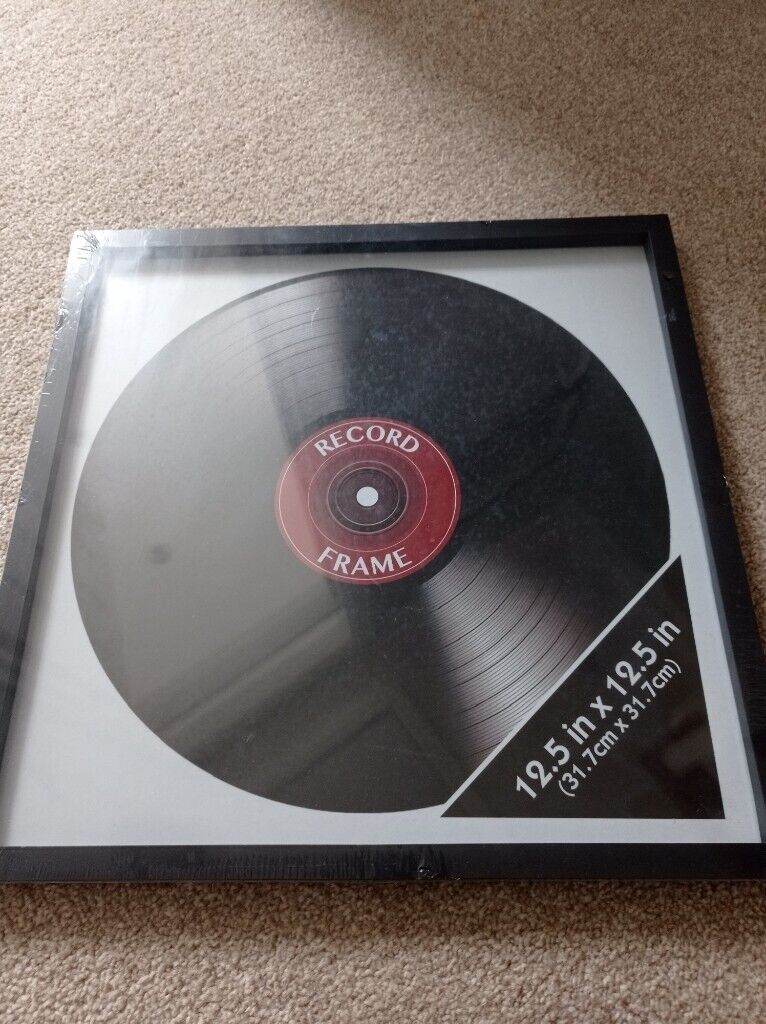 RECORD
FRAME
12.5 in x 12.5 in
(31.7cm x 31.7cm)